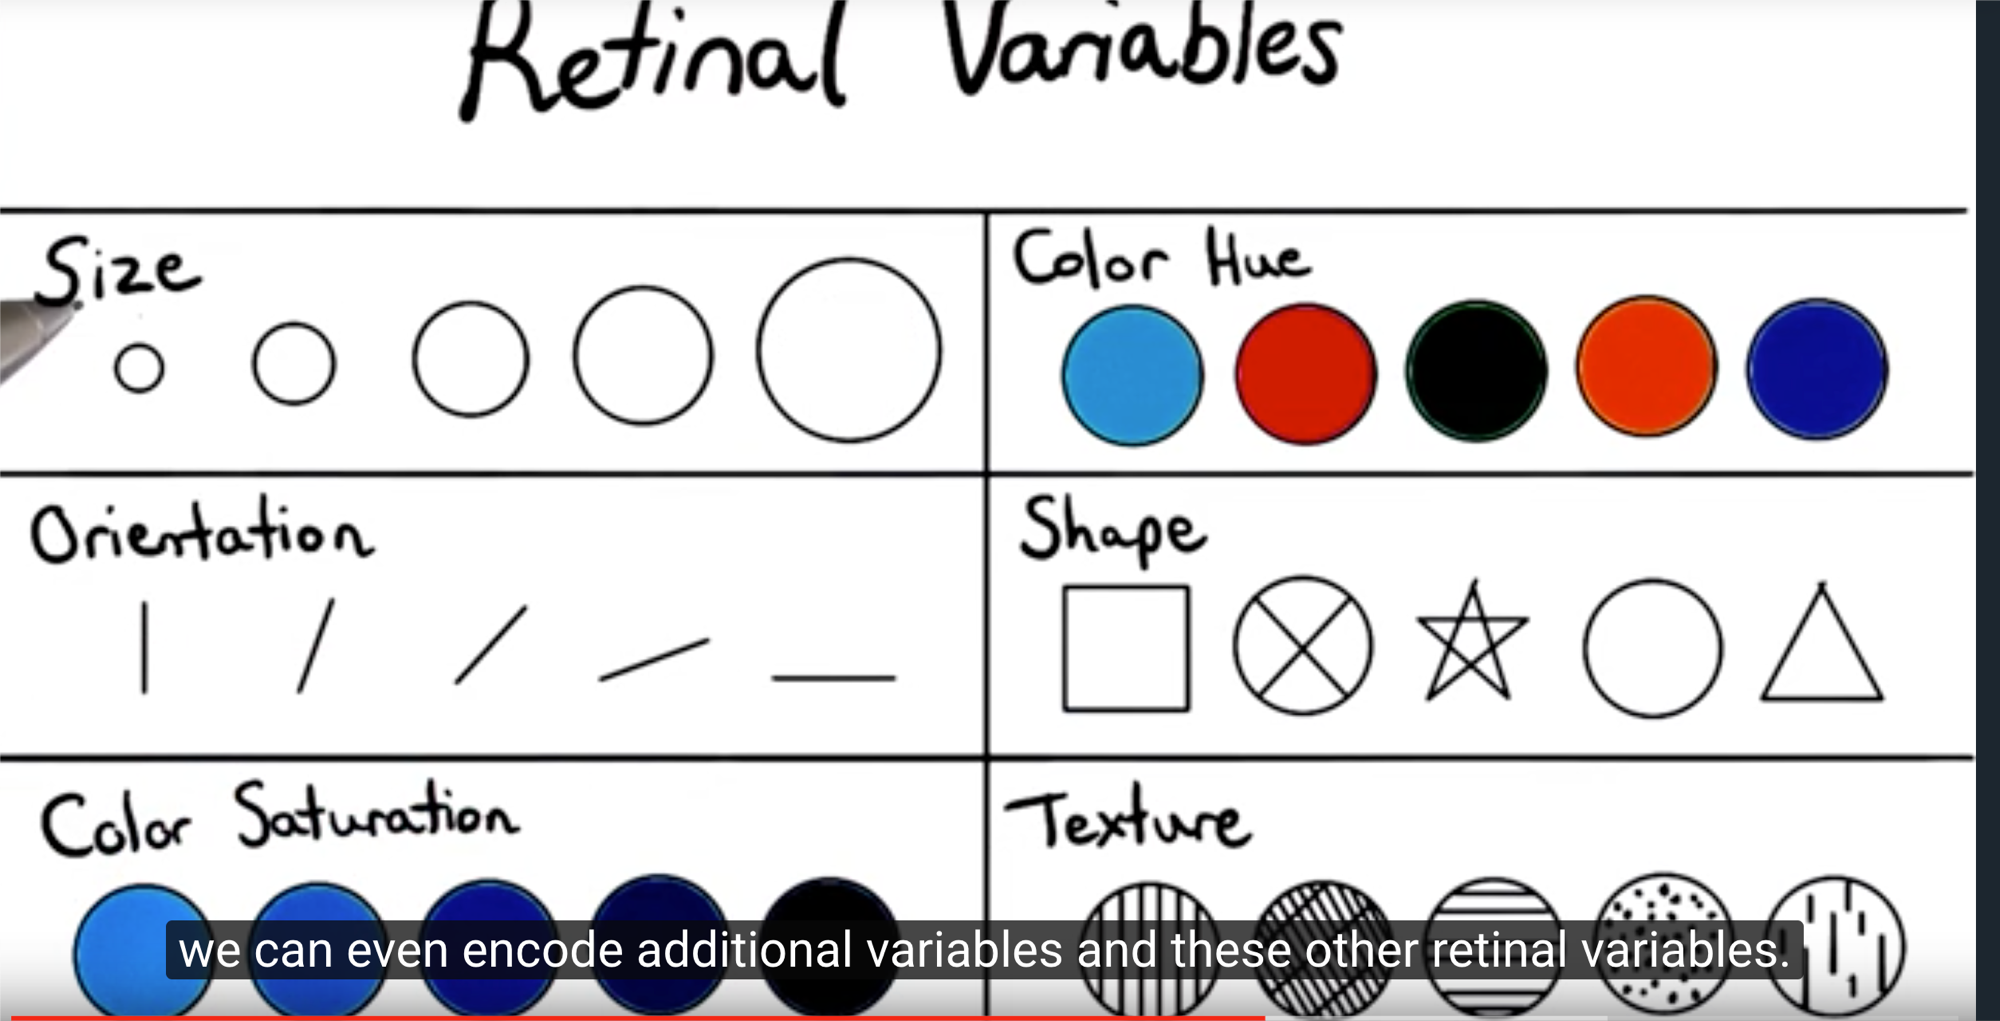 Retinal Variables
Size
Color Hue
Orientation
Shape
Color Saturation
Texture
we can even encode additional variables and these other retinal variables.